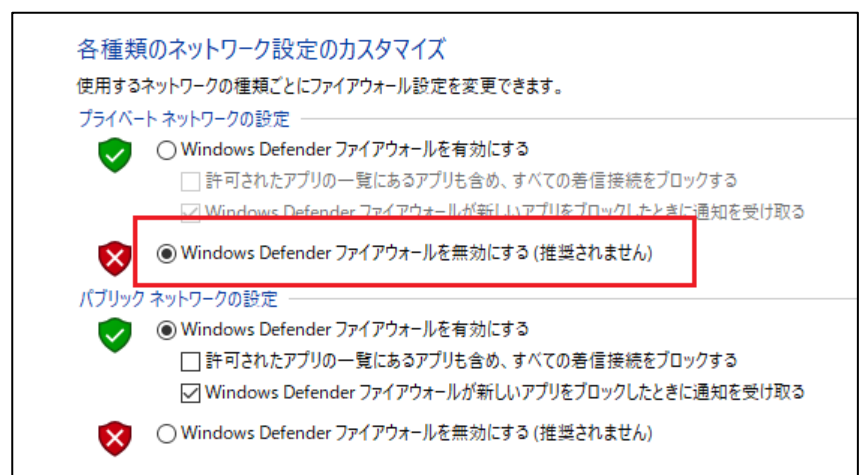 各種類のネットワーク設定のカスタマイズ
使用するネットワークの種類ごとにファイアウォール設定を変更できます。
プライベート ネットワークの設定
Windows Defender ファイアウォールを有効にする
許可されたアプリの一覧にあるアプリも含め、すべての着信接続をブロックする
Windows Defender ファイアウォールが新しいアプリをブロックしたときに通知を受け取る
Windows Defender ファイアウォールを無効にする (推奨されません)
パブリック ネットワークの設定
Windows Defender ファイアウォールを有効にする
許可されたアプリの一覧にあるアプリも含め、すべての着信接続をブロックする
Windows Defender ファイアウォールが新しいアプリをブロックしたときに通知を受け取る
Windows Defender ファイアウォールを無効にする (推奨されません)